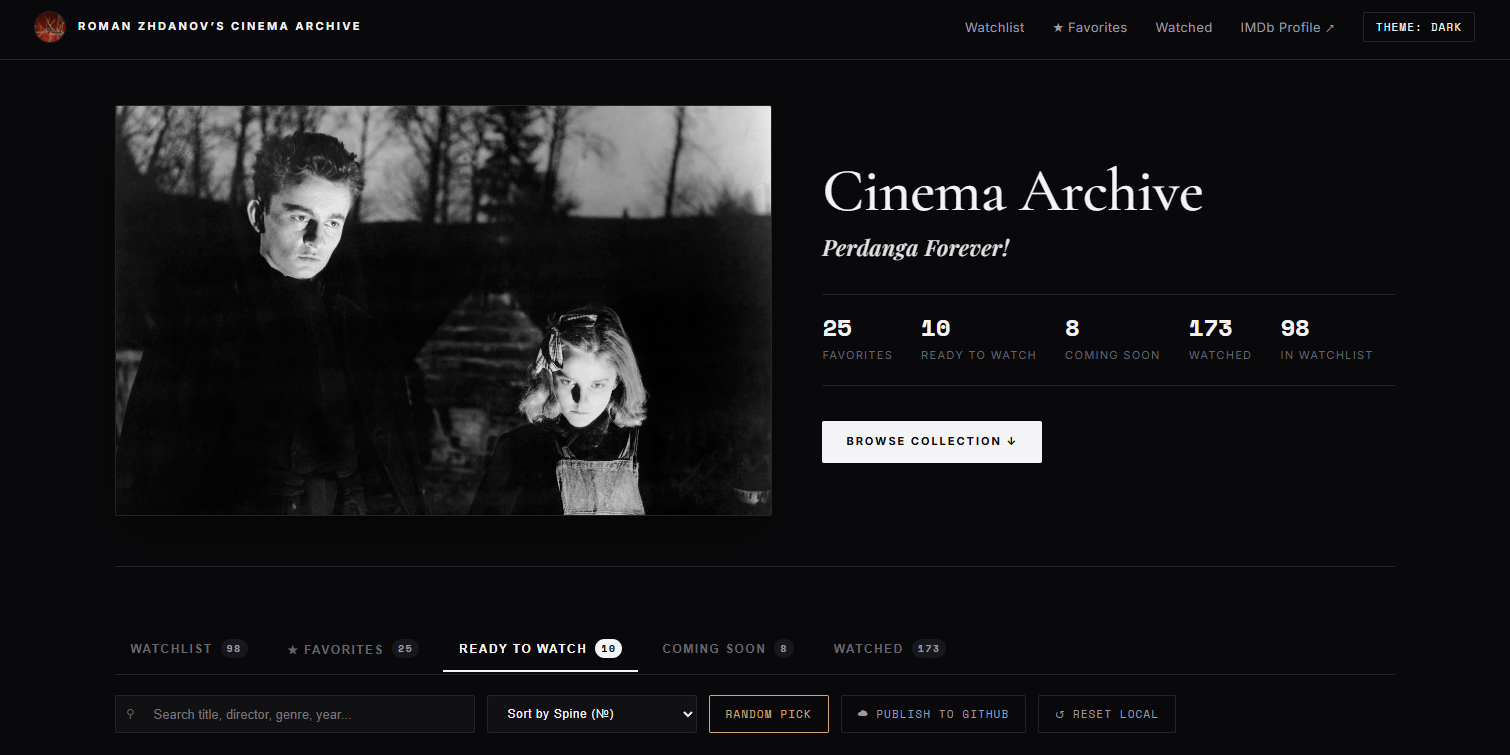 ROMAN ZHDANOV'S CINEMA ARCHIVE
Watchlist ★ Favorites Watched IMDb Profile ↗ THEME: DARK
Cinema Archive
Perdanga Forever!
25 10 8 173 98
FAVORITES READY TO WATCH COMING SOON WATCHED IN WATCHLIST
BROWSE COLLECTION ↓
WATCHLIST 98 ★ FAVORITES 25 READY TO WATCH 10 COMING SOON 8 WATCHED 173
Search title, director, genre, year... Sort by Spine (№) RANDOM PICK ☁ PUBLISH TO GITHUB ↺ RESET LOCAL